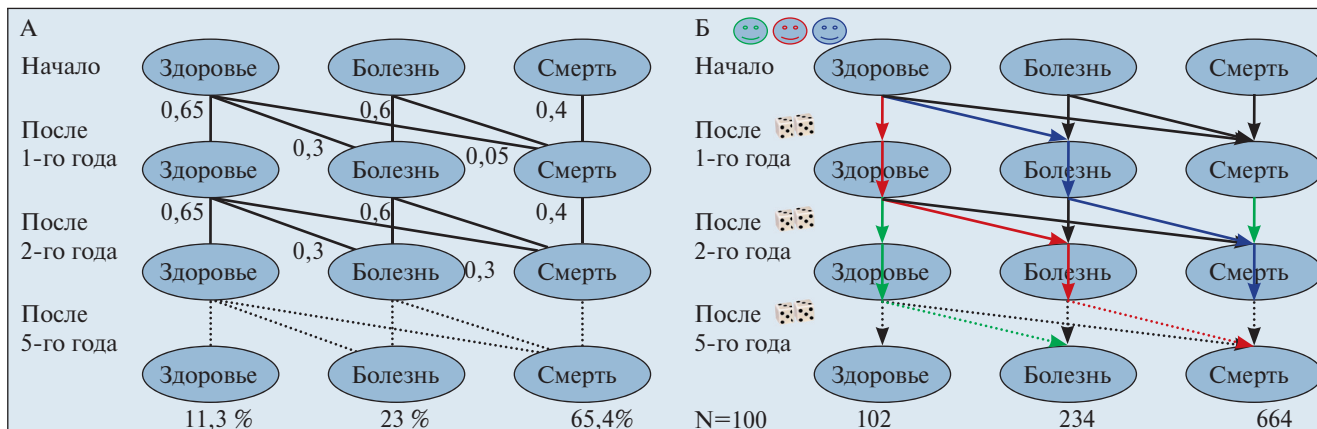 А
Начало
Здоровье
Болезнь
Смерть
0,65
0,6
0,4
После
1-го года
0,3
0,05
Здоровье
Болезнь
Смерть
0,65
0,6
0,4
После
2-го года
0,3
0,3
Здоровье
Болезнь
Смерть
После
5-го года
Здоровье
Болезнь
Смерть
11,3 %
23 %
65,4%
Б
Начало
Здоровье
Болезнь
Смерть
После
1-го года
Здоровье
Болезнь
Смерть
После
2-го года
Здоровье
Болезнь
Смерть
После
5-го года
Здоровье
Болезнь
Смерть
N=100
102
234
664